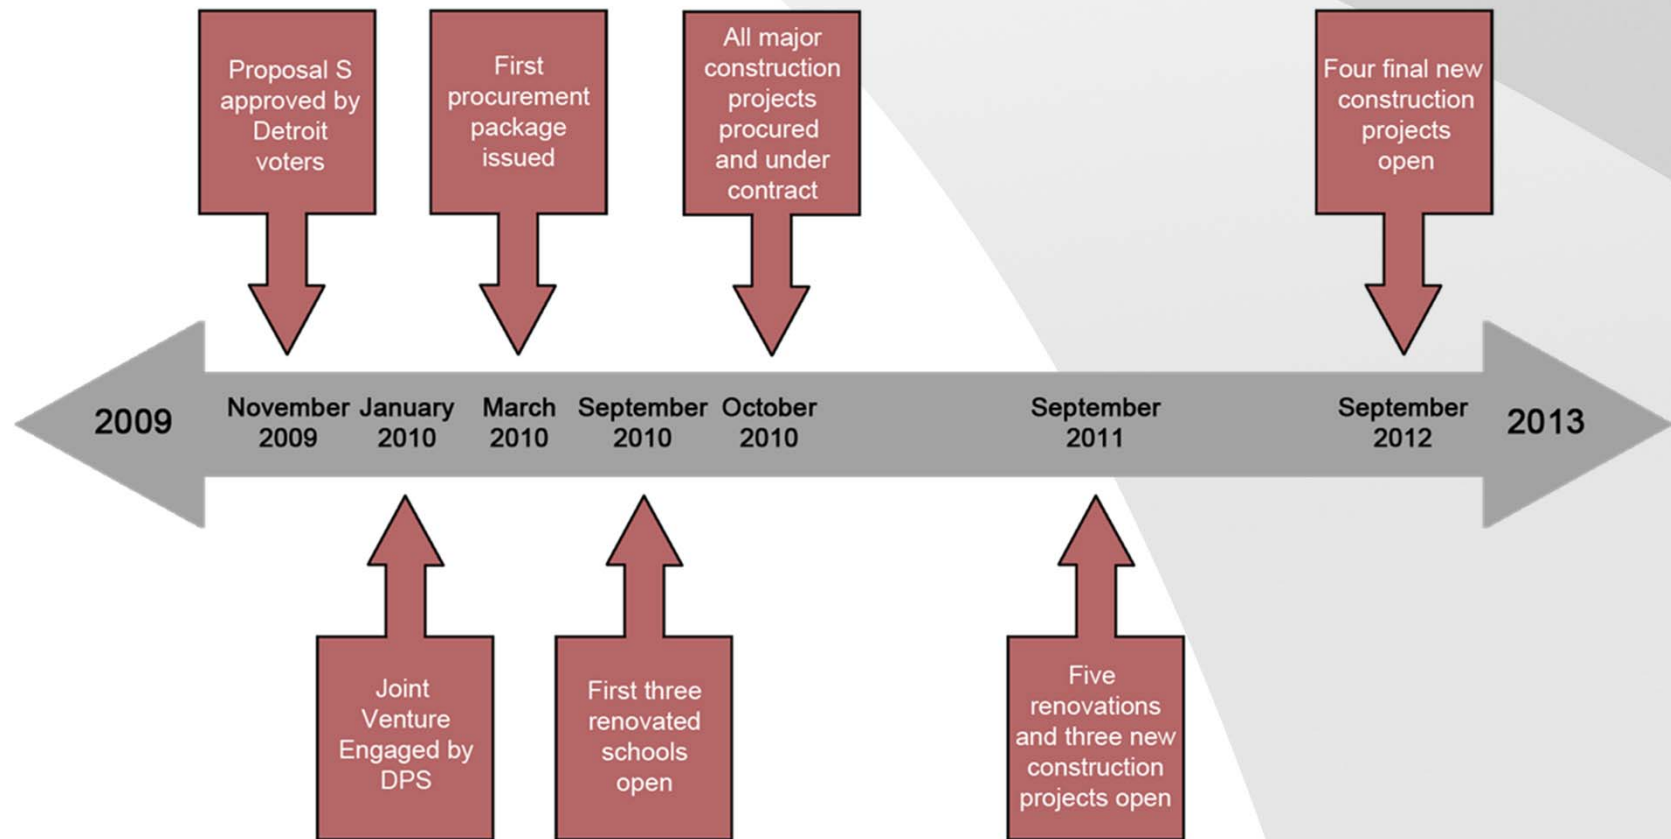 Proposal S
approved by
Detroit
voters
First
procurement
package
issued
All major
construction
projects
procured
and under
contract
Four final new
construction
projects
open
2009
November
2009
January
2010
March
2010
September
2010
October
2010
September
2011
September
2012
2013
Joint
Venture
Engaged by
DPS
First three
renovated
schools
open
Five
renovations
and three new
construction
projects open